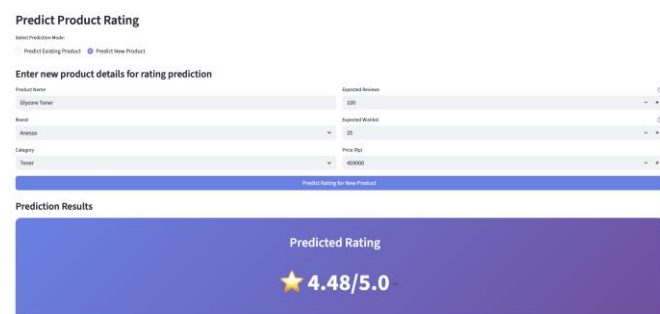 Predict Product Rating
Select Prediction Mode:
Predict Existing Product Predict New Product
Enter new product details for rating prediction
Product Name Expected Reviews
Glycore Toner 100 - +
Brand Expected Wishlist
Anessa 25 - +
Category Price (Rp)
Toner 459000 - +
Predict Rating for New Product
Prediction Results
Predicted Rating
4.48/5.0